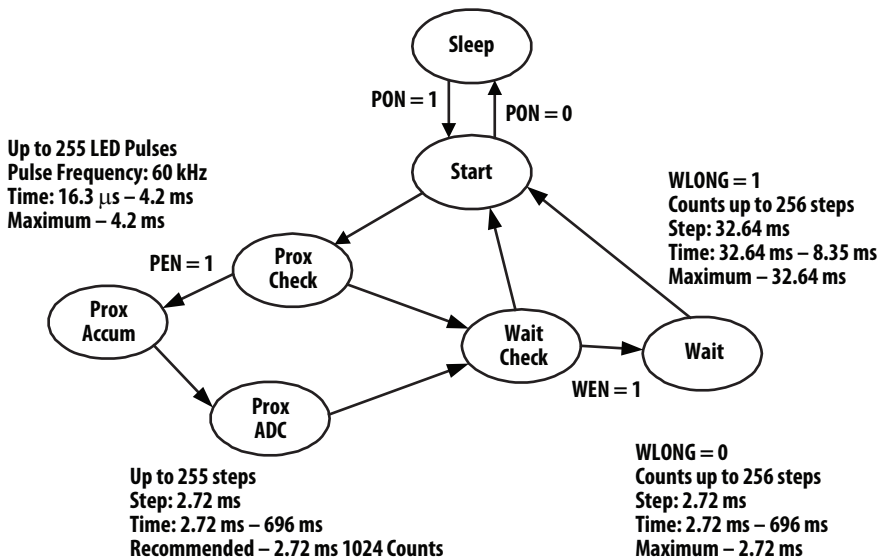 Sleep
PON = 1
PON = 0
Up to 255 LED Pulses
Pulse Frequency: 60 kHz
Time: 16.3 μs – 4.2 ms
Maximum – 4.2 ms
Start
WLONG = 1
Counts up to 256 steps
Step: 32.64 ms
Time: 32.64 ms – 8.35 ms
Maximum – 32.64 ms
PEN = 1
Prox
Check
Prox
Accum
Wait
Check
Wait
WEN = 1
Prox
ADC
Up to 255 steps
Step: 2.72 ms
Time: 2.72 ms – 696 ms
Recommended – 2.72 ms 1024 Counts
WLONG = 0
Counts up to 256 steps
Step: 2.72 ms
Time: 2.72 ms – 696 ms
Maximum – 2.72 ms